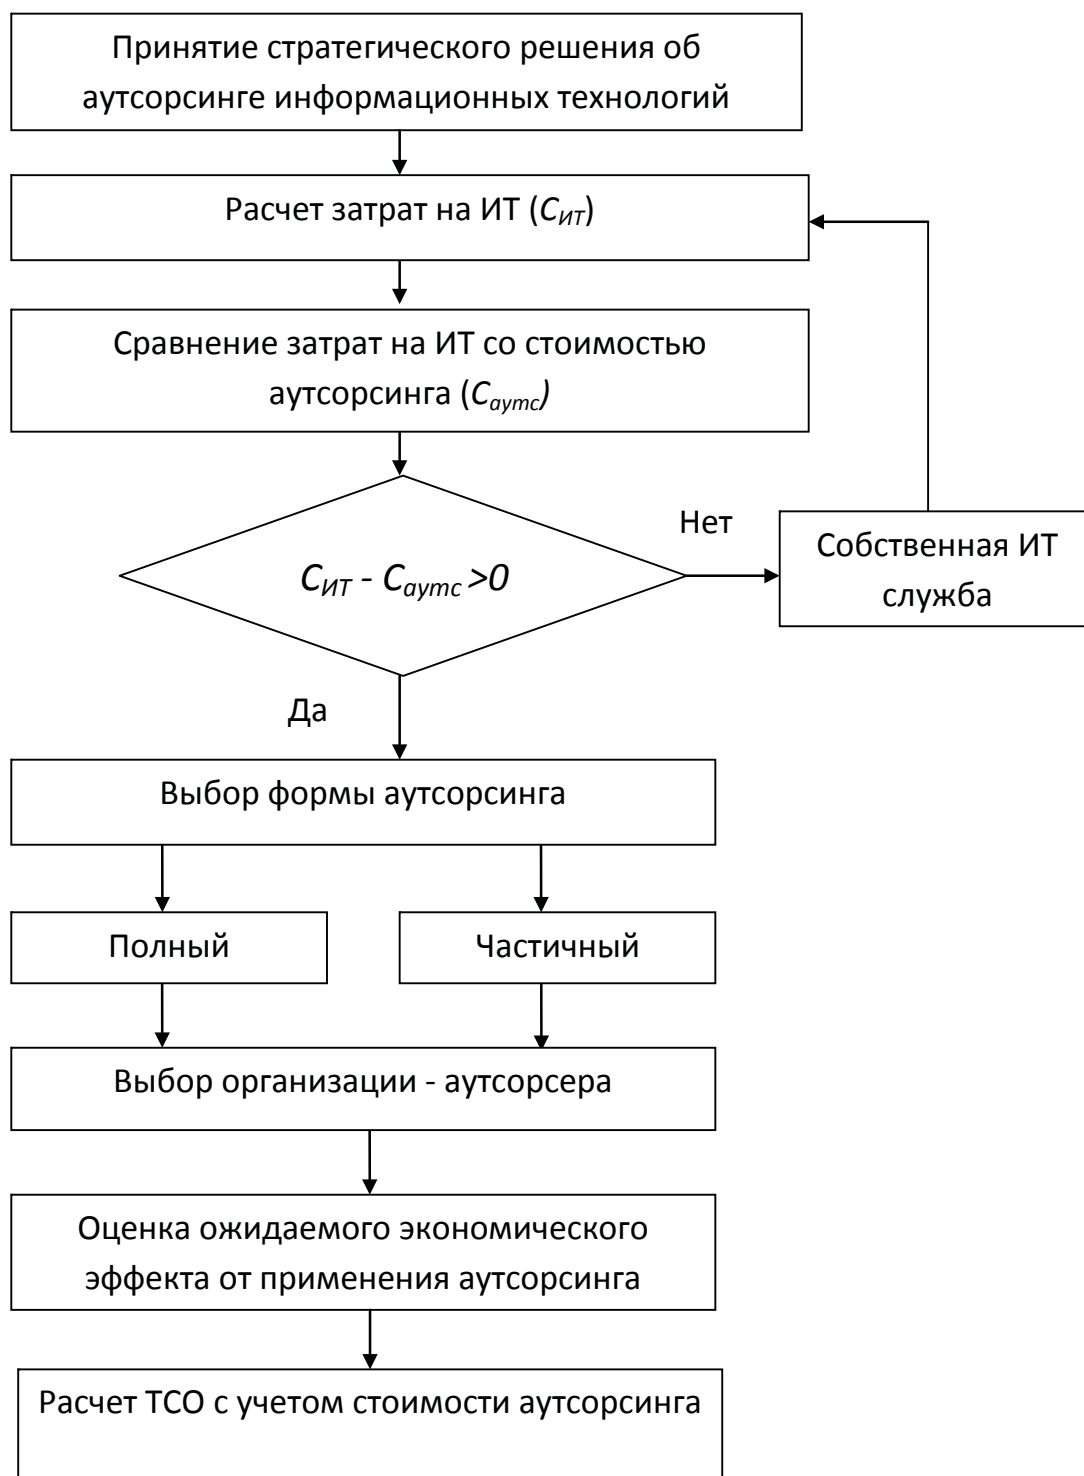 Принятие стратегического решения об
аутсорсинге информационных технологий
Расчет затрат на ИТ (СИТ)
Сравнение затрат на ИТ со стоимостью
аутсорсинга (Саутс)
СИТ - Саутс >0
Нет
Собственная ИТ
служба
Да
Выбор формы аутсорсинга
Полный
Частичный
Выбор организации - аутсорсера
Оценка ожидаемого экономического
эффекта от применения аутсорсинга
Расчет ТСО с учетом стоимости аутсорсинга